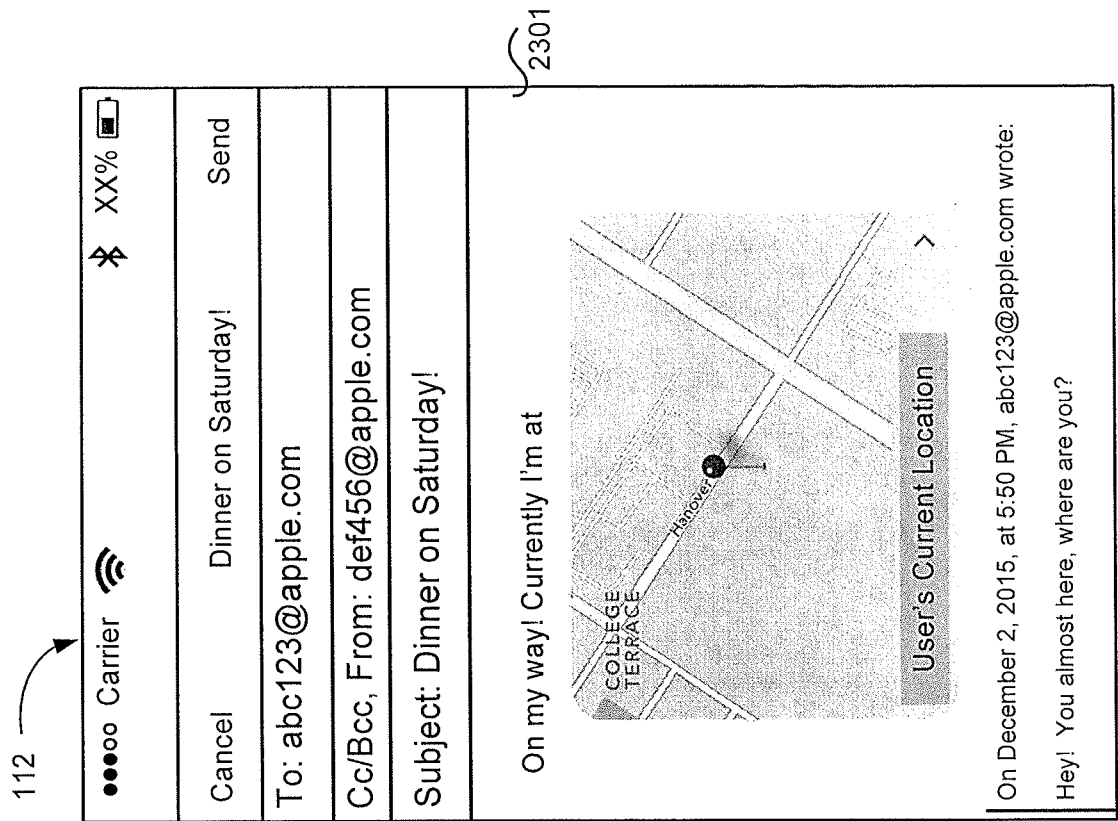 112
Carrier XX%
Cancel Dinner on Saturday! Send
To: abc123@apple.com
Cc/Bcc, From: def456@apple.com
Subject: Dinner on Saturday!
2301
On my way! Currently I'm at
COLLEGE
TERRACE
Hanover
User's Current Location
On December 2, 2015, at 5:50 PM, abc123@apple.com wrote:
Hey! You almost here, where are you?